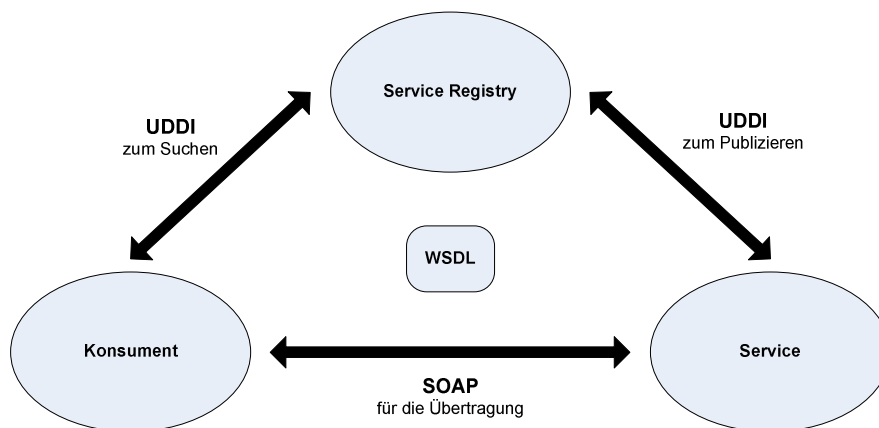 Service Registry
UDDI
zum Suchen
UDDI
zum Publizieren
WSDL
Konsument
Service
SOAP
für die Übertragung